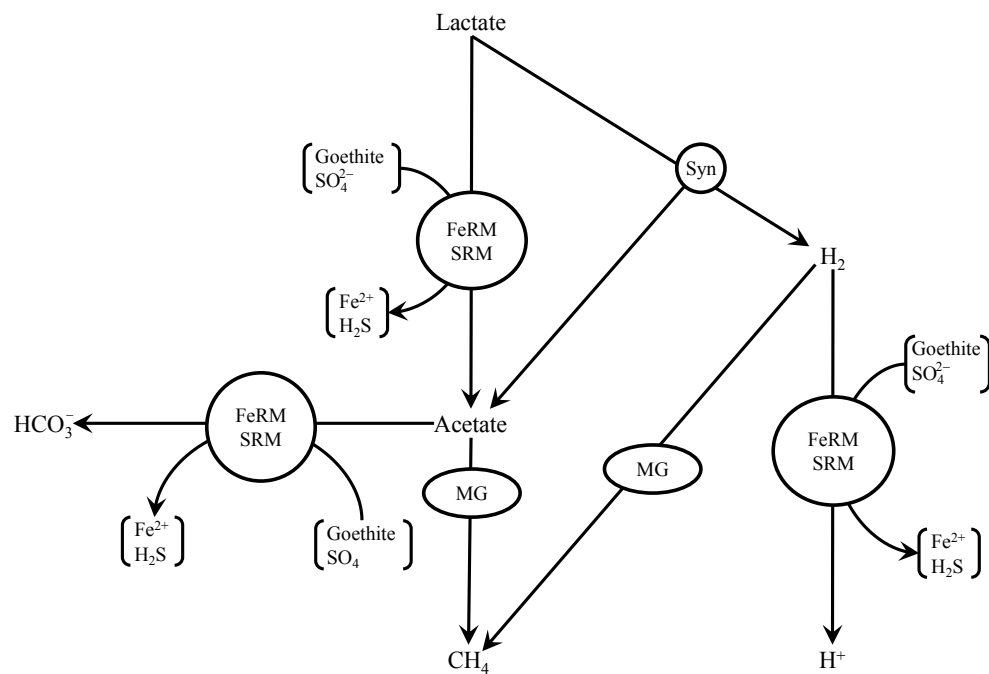 Lactate
Goethite
SO₄²⁻
Syn
FeRM
SRM
H₂
Fe²⁺
H₂S
Goethite
SO₄²⁻
HCO₃⁻
FeRM
SRM
Acetate
FeRM
SRM
MG
MG
Fe²⁺
H₂S
Goethite
SO₄
Fe²⁺
H₂S
CH₄
H⁺